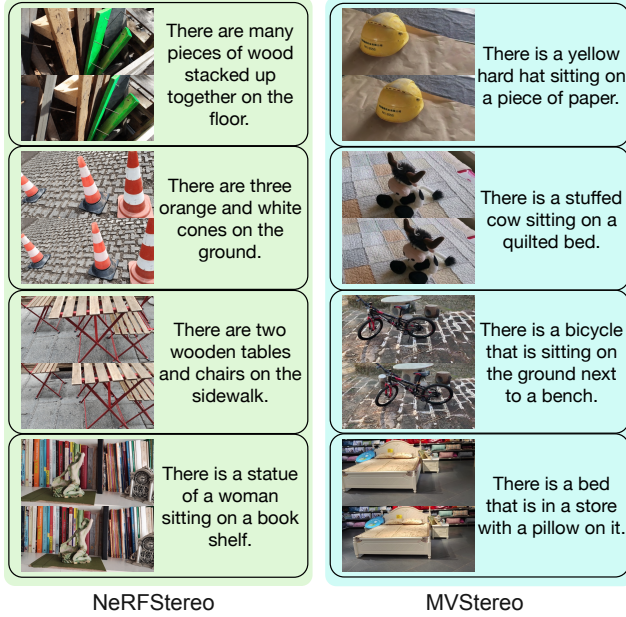 There are many
pieces of wood
stacked up
together on the
floor.
There are three
orange and white
cones on the
ground.
There are two
wooden tables
and chairs on the
sidewalk.
There is a statue
of a woman
sitting on a book
shelf.
NeRFStereo
There is a yellow
hard hat sitting on
a piece of paper.
There is a stuffed
cow sitting on a
quilted bed.
There is a bicycle
that is sitting on
the ground next
to a bench.
There is a bed
that is in a store
with a pillow on it.
MVStereo